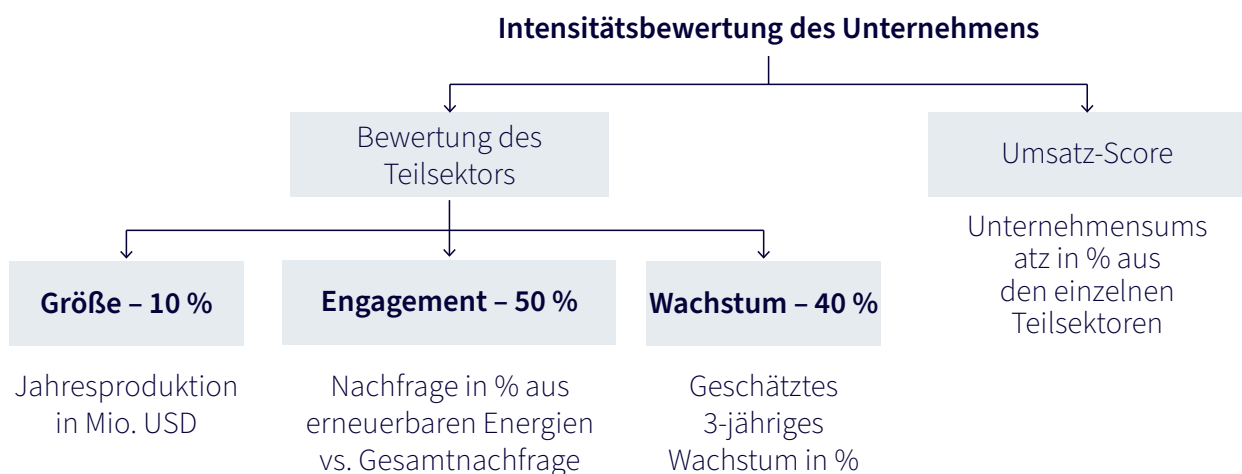 Intensitätsbewertung des Unternehmens
Bewertung des
Teilsektors
Umsatz-Score
Unternehmensums
atz in % aus
den einzelnen
Teilsektoren
Größe – 10 %
Engagement – 50 %
Wachstum – 40 %
Jahresproduktion
in Mio. USD
Nachfrage in % aus
erneuerbaren Energien
vs. Gesamtnachfrage
Geschätztes
3-jähriges
Wachstum in %